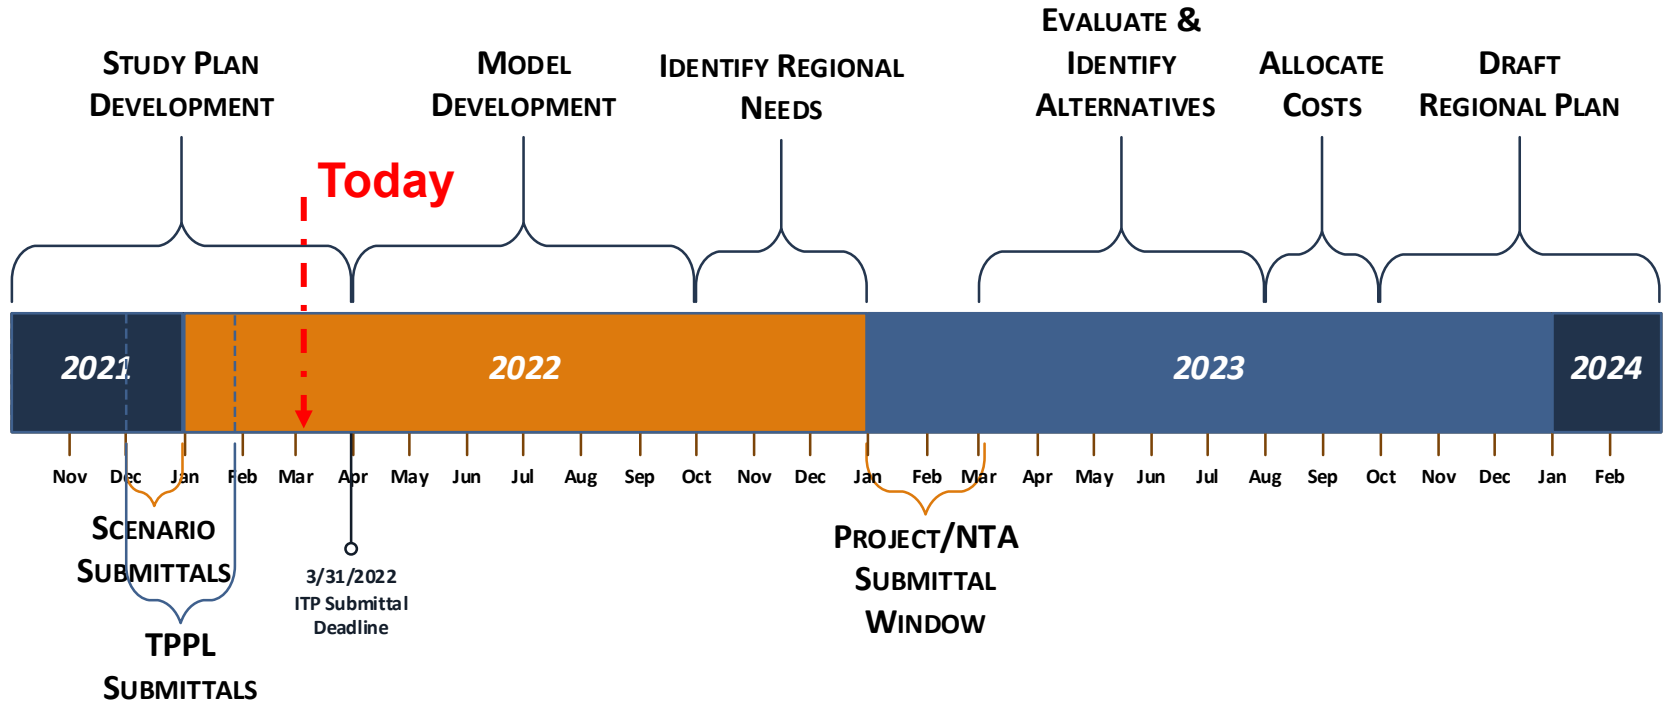 STUDY PLAN
DEVELOPMENT
MODEL
DEVELOPMENT
IDENTIFY REGIONAL
NEEDS
EVALUATE &
IDENTIFY
ALTERNATIVES
ALLOCATE
COSTS
DRAFT
REGIONAL PLAN
Today
2021
2022
2023
2024
Nov Dec Jan Feb Mar Apr May Jun Jul Aug Sep Oct Nov Dec Jan Feb Mar Apr May Jun Jul Aug Sep Oct Nov Dec Jan Feb
SCENARIO
SUBMITTALS
TPPL
SUBMITTALS
3/31/2022
ITP Submittal
Deadline
PROJECT/NTA
SUBMITTAL
WINDOW